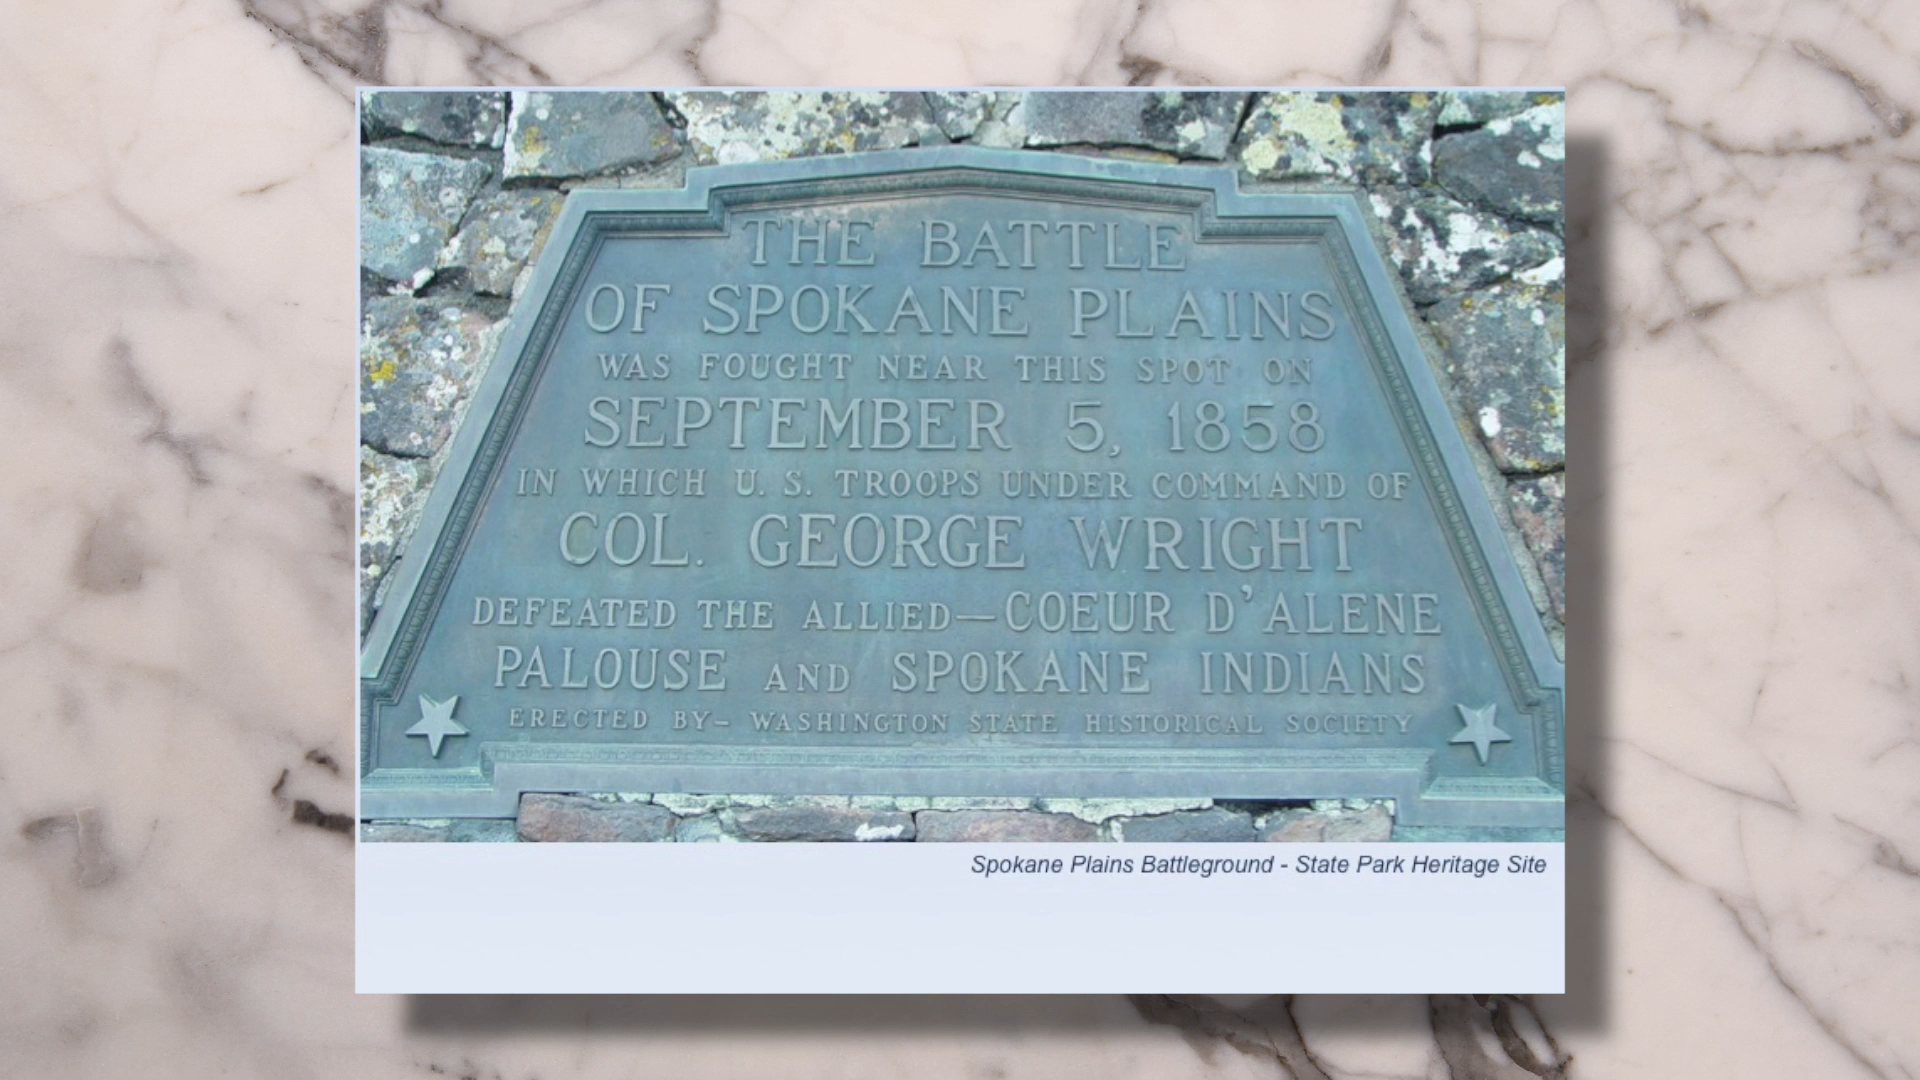 THE BATTLE
OF SPOKANE PLAINS
WAS FOUGHT NEAR THIS SPOT ON
SEPTEMBER 5, 1858
IN WHICH U. S. TROOPS UNDER COMMAND OF
COL. GEORGE WRIGHT
DEFEATED THE ALLIED—COEUR D'ALENE
PALOUSE AND SPOKANE INDIANS
ERECTED BY- WASHINGTON STATE HISTORICAL SOCIETY
Spokane Plains Battleground - State Park Heritage Site